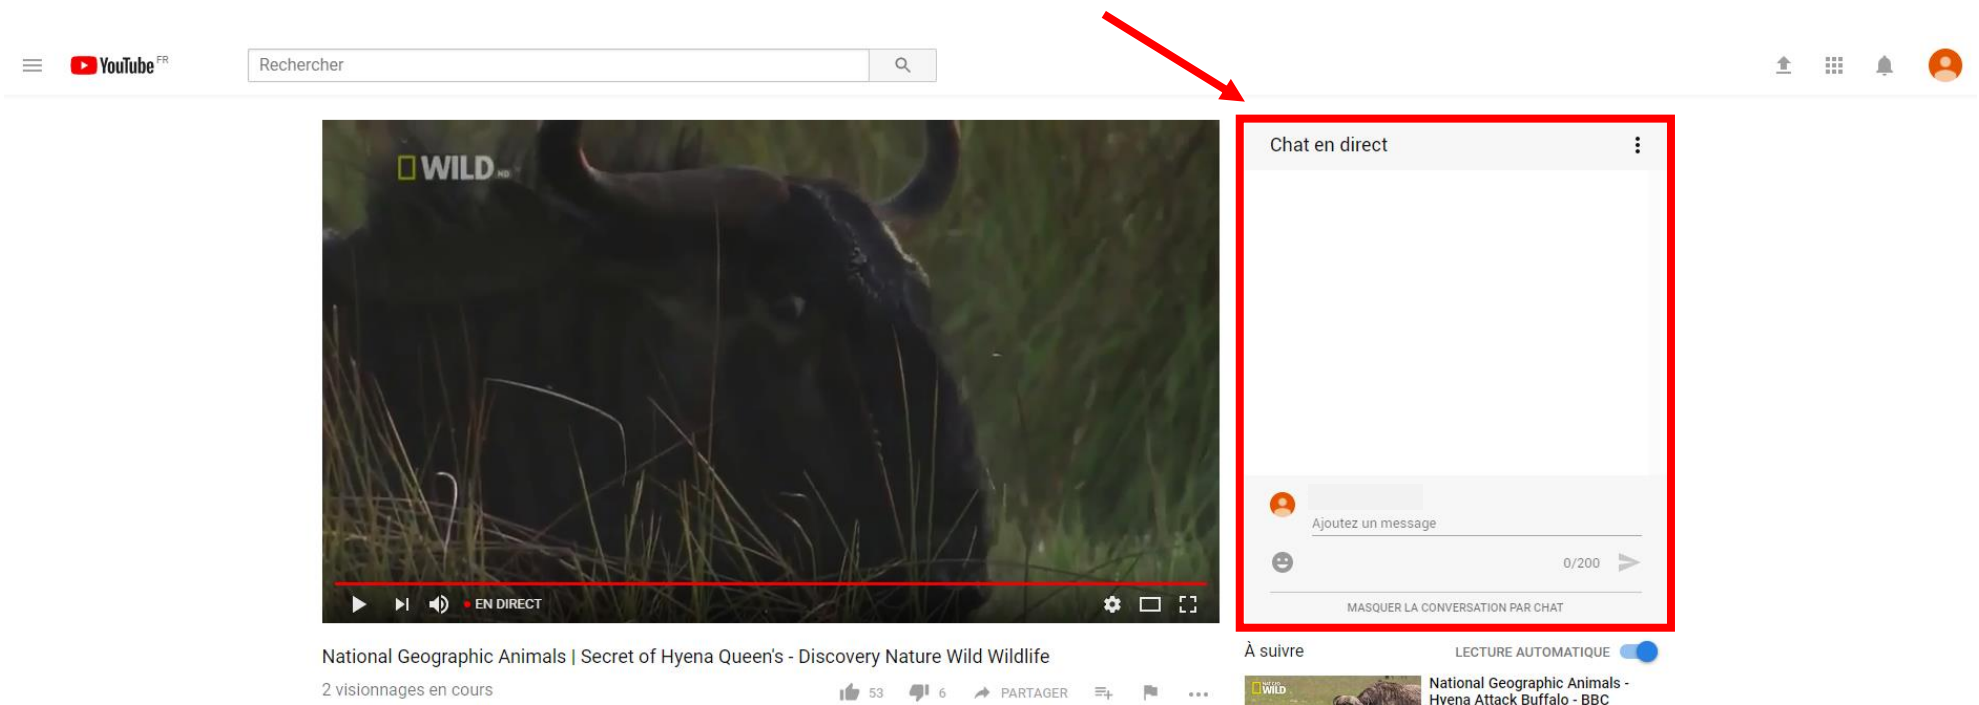 YouTube FR
Rechercher
WILD HD
EN DIRECT
National Geographic Animals | Secret of Hyena Queen's - Discovery Nature Wild Wildlife
2 visionnages en cours
53
6
PARTAGER
Chat en direct
Ajoutez un message
0/200
MASQUER LA CONVERSATION PAR CHAT
À suivre
LECTURE AUTOMATIQUE
WILD
National Geographic Animals -
Hyena Attack Buffalo - BBC